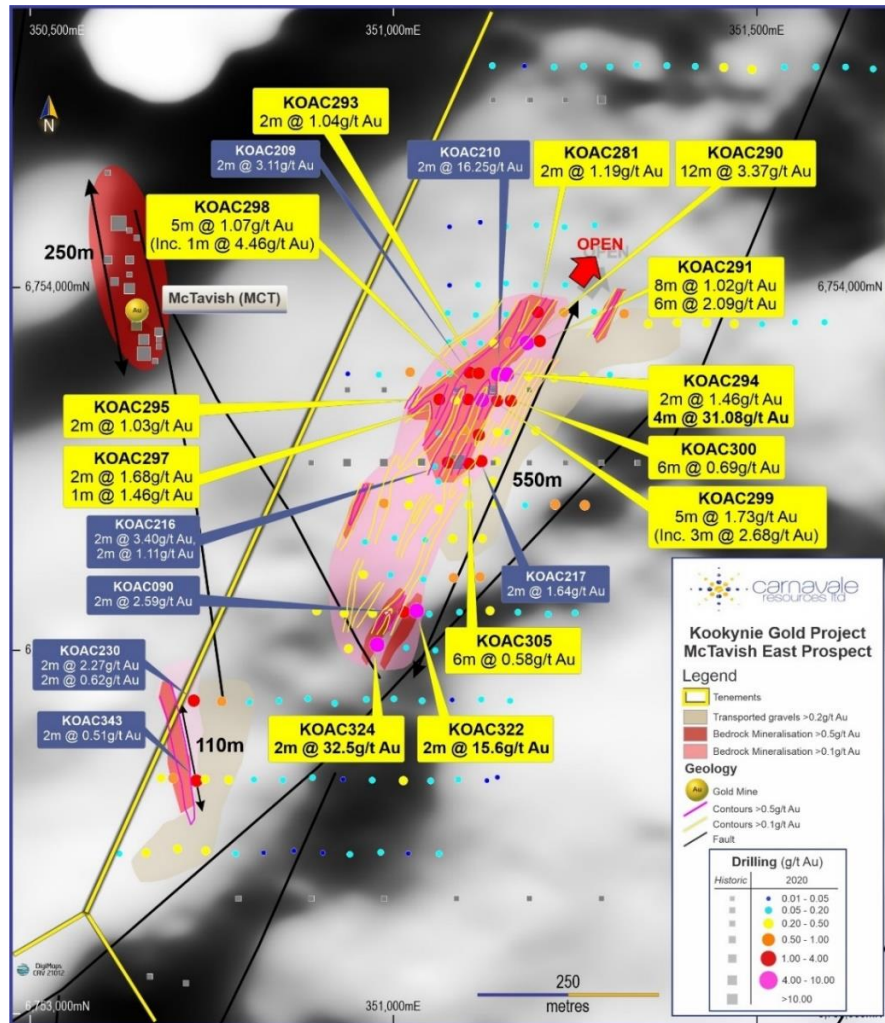 350,500mE
351,000mE
351,500mE
N
KOAC293
2m @ 1.04g/t Au
KOAC209
2m @ 3.11g/t Au
KOAC210
2m @ 16.25g/t Au
KOAC281
2m @ 1.19g/t Au
KOAC290
12m @ 3.37g/t Au
KOAC298
5m @ 1.07g/t Au
(Inc. 1m @ 4.46g/t Au)
250m
OPEN
6,754,000mN
6,754,000mN
KOAC291
8m @ 1.02g/t Au
6m @ 2.09g/t Au
McTavish (MCT)
Au
KOAC294
2m @ 1.46g/t Au
4m @ 31.08g/t Au
KOAC295
2m @ 1.03g/t Au
KOAC300
6m @ 0.69g/t Au
KOAC297
2m @ 1.68g/t Au
1m @ 1.46g/t Au
550m
KOAC299
5m @ 1.73g/t Au
(Inc. 3m @ 2.68g/t Au)
KOAC216
2m @ 3.40g/t Au,
2m @ 1.11g/t Au
KOAC090
2m @ 2.59g/t Au
KOAC217
2m @ 1.64g/t Au
KOAC305
6m @ 0.58g/t Au
KOAC230
2m @ 2.27g/t Au
2m @ 0.62g/t Au
KOAC343
2m @ 0.51g/t Au
110m
KOAC324
2m @ 32.5g/t Au
KOAC322
2m @ 15.6g/t Au
carnavale
resources ltd
Kookynie Gold Project
McTavish East Prospect
Legend
Tenements
Transported gravels >0.2g/t Au
Bedrock Mineralisation >0.5g/t Au
Bedrock Mineralisation >0.1g/t Au
Geology
Au
Gold Mine
Contours >0.5g/t Au
Contours >0.1g/t Au
Fault
Drilling (g/t Au)
Historic 2020
0.01 - 0.05
0.05 - 0.20
0.20 - 0.50
0.50 - 1.00
1.00 - 4.00
4.00 - 10.00
>10.00
DigiMaps
CRV 21012
250
metres
6,753,000mN
351,000mE